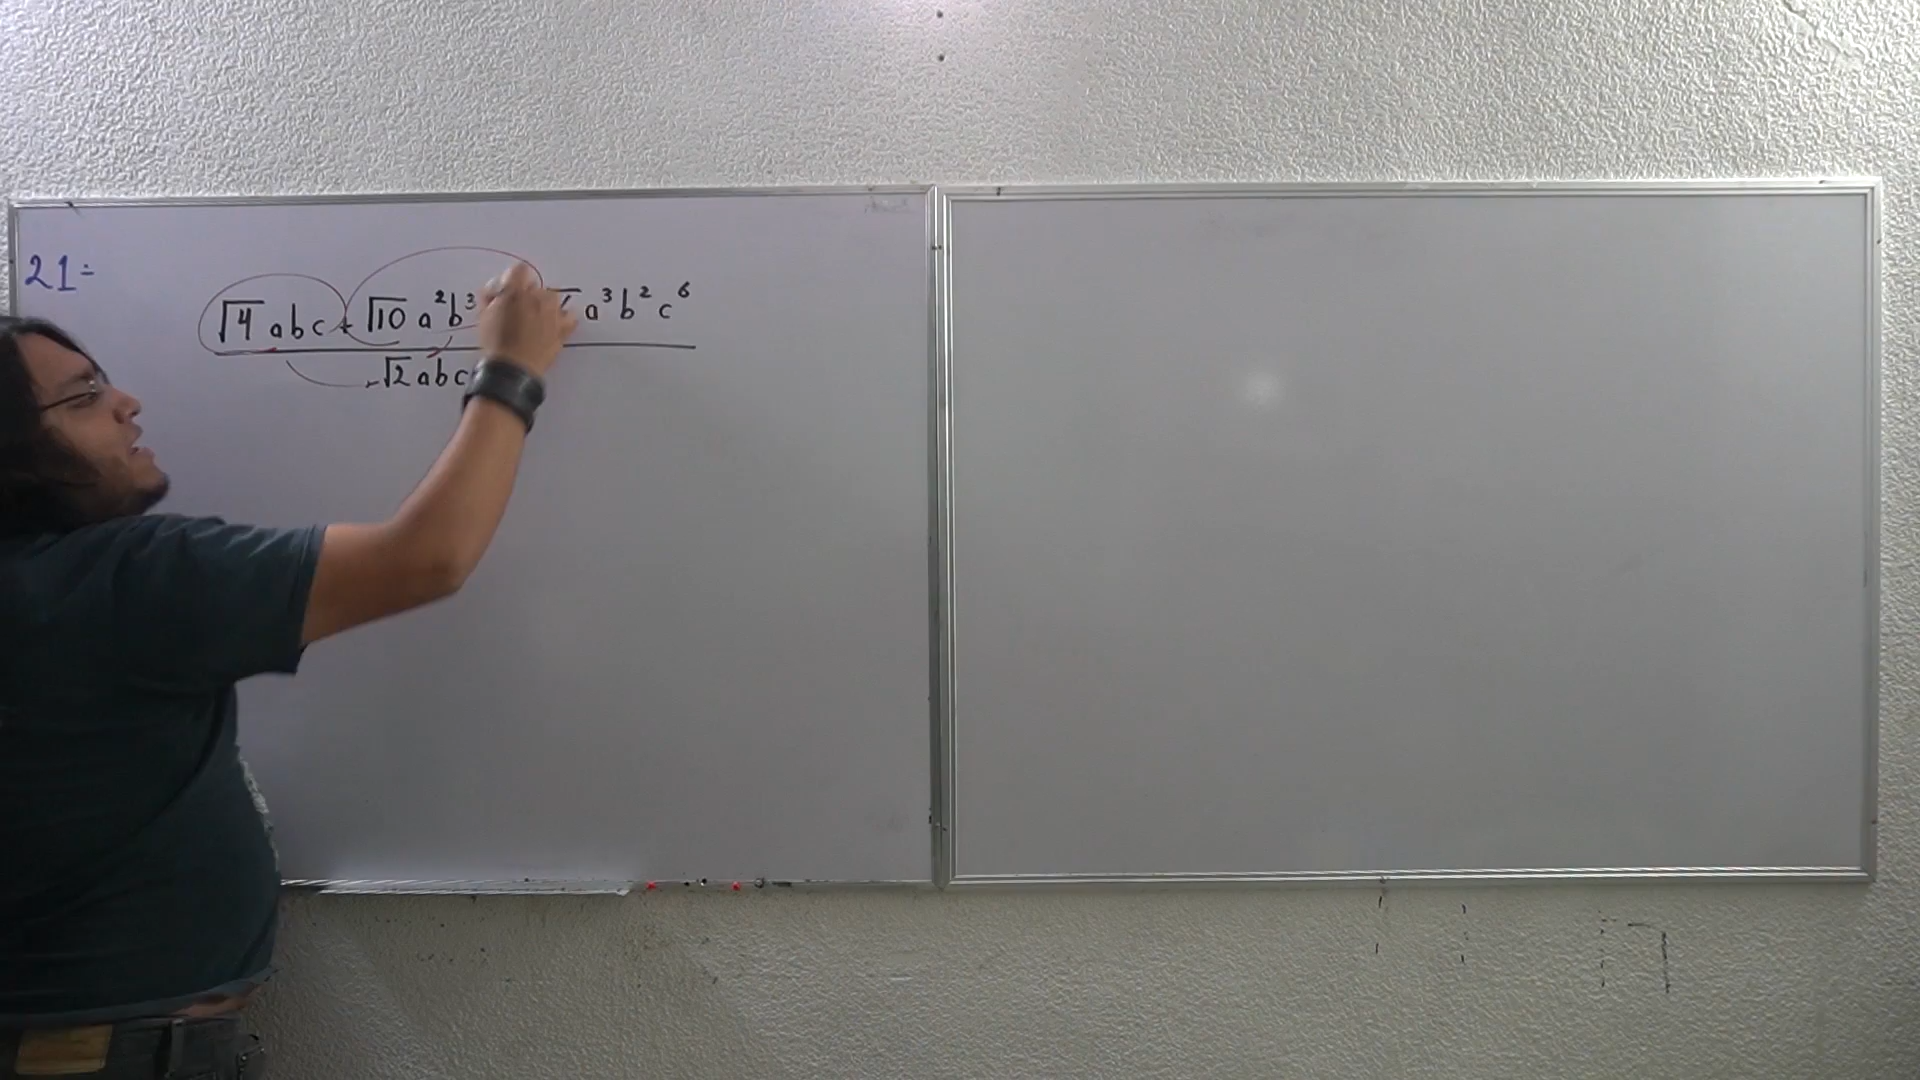 21:
√4 abc + √10 a²b³ a³b²c⁶
√2 abc